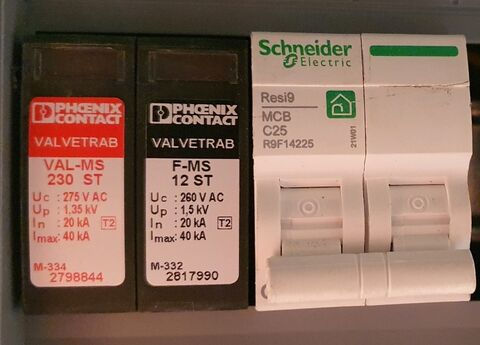 PHŒNIX
CONTACT
VALVETRAB
VAL-MS
230 ST
Uc : 275 V AC
Up : 1,35 kV
In : 20 kA T2
Imax: 40 kA
M-334
2798844
PHŒNIX
CONTACT
VALVETRAB
F-MS
12 ST
Uc : 260 V AC
Up : 1,5 kV
In : 20 kA T2
Imax: 40 kA
M-332
2817990
Schneider
Electric
Resi9
MCB
C25
R9F14225
21W01